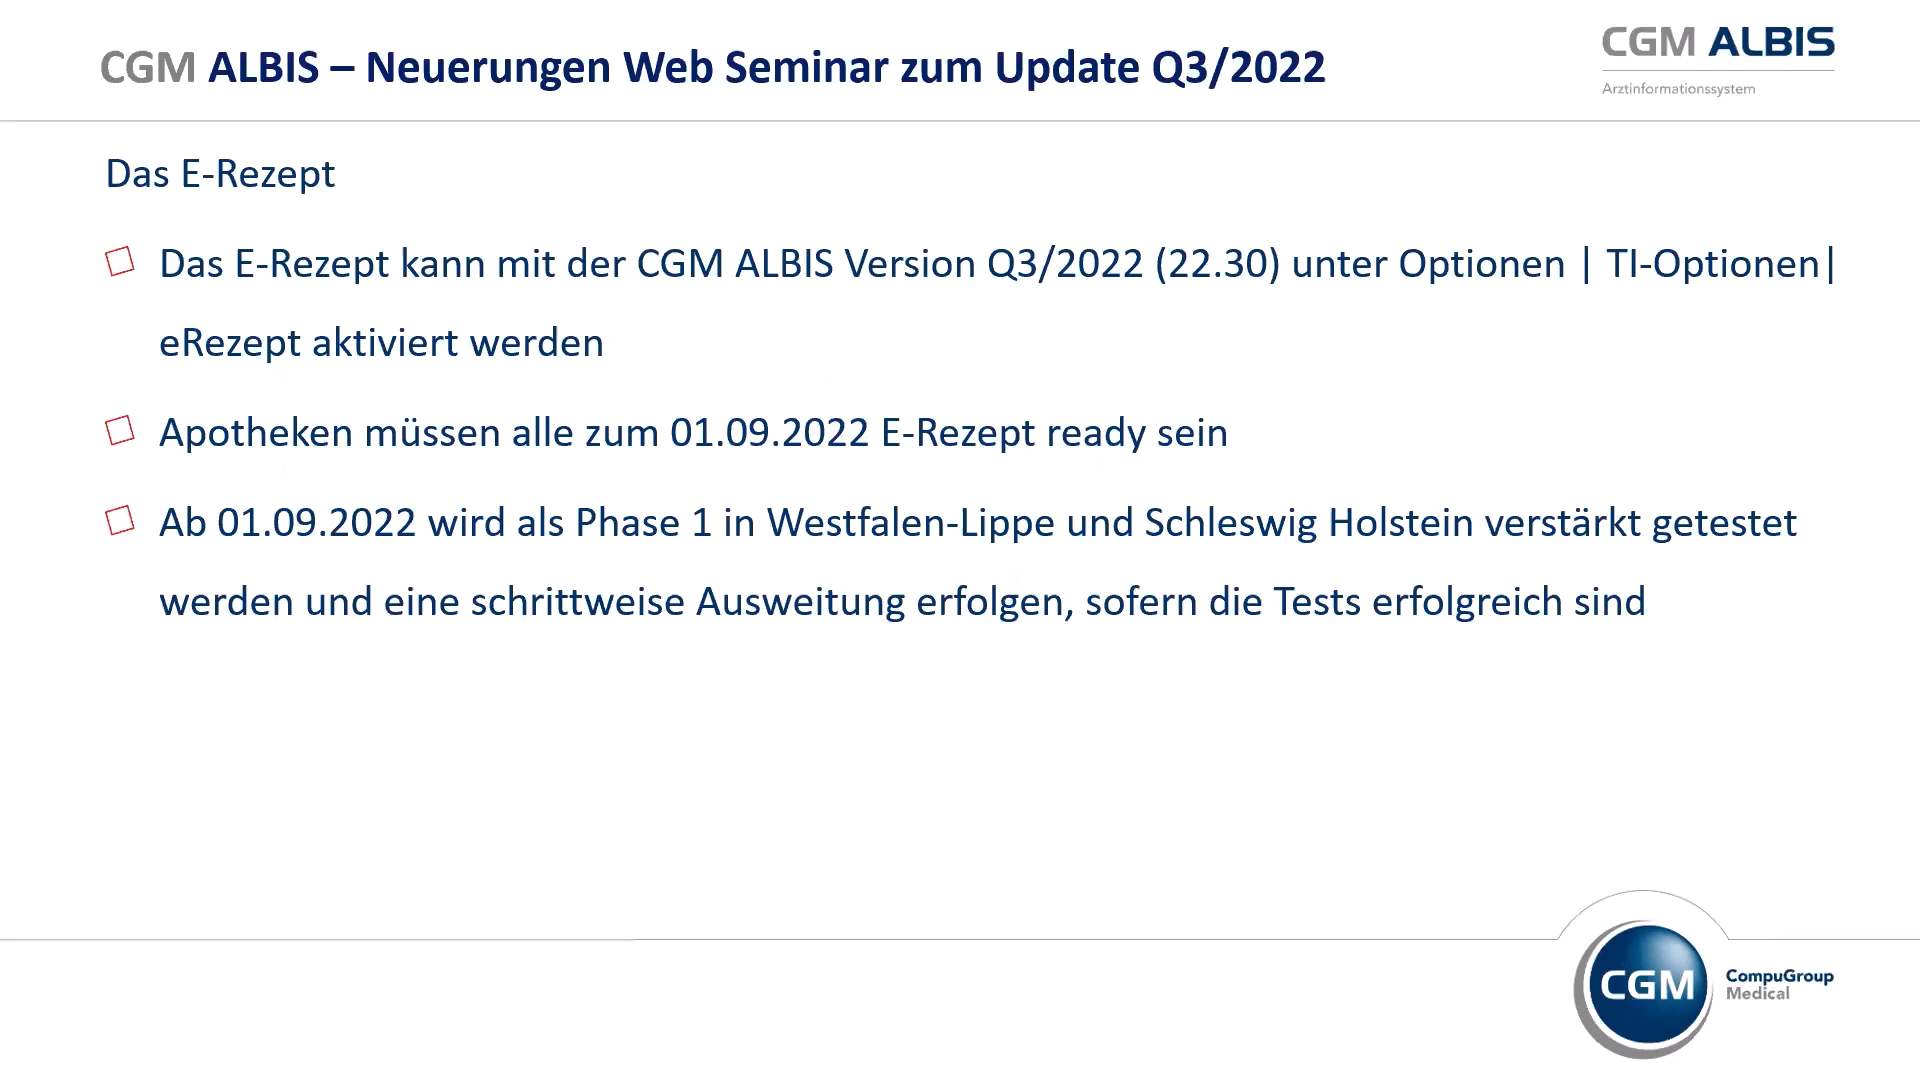 CGM ALBIS – Neuerungen Web Seminar zum Update Q3/2022
CGM ALBIS
Arztinformationssystem
Das E-Rezept
Das E-Rezept kann mit der CGM ALBIS Version Q3/2022 (22.30) unter Optionen | TI-Optionen|
eRezept aktiviert werden
Apotheken müssen alle zum 01.09.2022 E-Rezept ready sein
Ab 01.09.2022 wird als Phase 1 in Westfalen-Lippe und Schleswig Holstein verstärkt getestet
werden und eine schrittweise Ausweitung erfolgen, sofern die Tests erfolgreich sind
CGM
CompuGroup
Medical